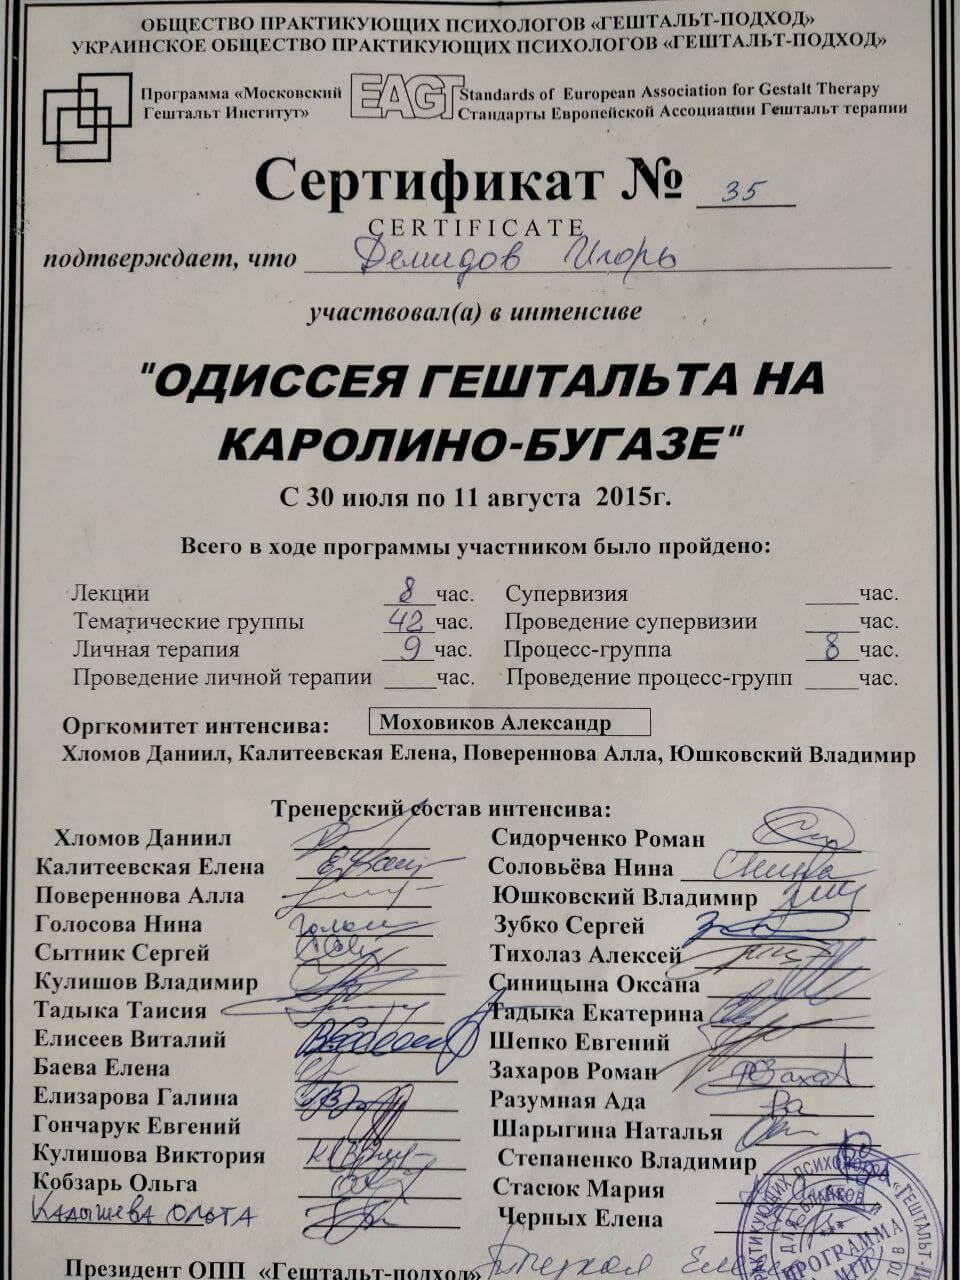 ОБЩЕСТВО ПРАКТИКУЮЩИХ ПСИХОЛОГОВ «ГЕШТАЛЬТ-ПОДХОД»
УКРАИНСКОЕ ОБЩЕСТВО ПРАКТИКУЮЩИХ ПСИХОЛОГОВ «ГЕШТАЛЬТ-ПОДХОД»
Программа «Московский Гештальт Институт»
EAGT
Standards of European Association for Gestalt Therapy
Стандарты Европейской Ассоциации Гештальт терапии
Сертификат № 35
CERTIFICATE
подтверждает, что Демидов Игорь
участвовал(а) в интенсиве
"ОДИССЕЯ ГЕШТАЛЬТА НА
КАРОЛИНО-БУГАЗЕ"
С 30 июля по 11 августа 2015г.
Всего в ходе программы участником было пройдено:
Лекции 8 час. Супервизия ____час.
Тематические группы 42 час. Проведение супервизии ____час.
Личная терапия 9 час. Процесс-группа 8 час.
Проведение личной терапии ____час. Проведение процесс-групп ____час.
Оргкомитет интенсива: Моховиков Александр
Хломов Даниил, Калитеевская Елена, Повереннова Алла, Юшковский Владимир
Тренерский состав интенсива:
Хломов Даниил Сидорченко Роман
Калитеевская Елена Соловьёва Нина
Повереннова Алла Юшковский Владимир
Голосова Нина Зубко Сергей
Сытник Сергей Тихолаз Алексей
Кулишов Владимир Синицына Оксана
Тадыка Таисия Тадыка Екатерина
Елисеев Виталий Шепко Евгений
Баева Елена Захаров Роман
Елизарова Галина Разумная Ада
Гончарук Евгений Шарыгина Наталья
Кулишова Виктория Степаненко Владимир
Кобзарь Ольга Стасюк Мария
Кадышева Ольга Черных Елена
Президент ОПП «Гештальт-подход»